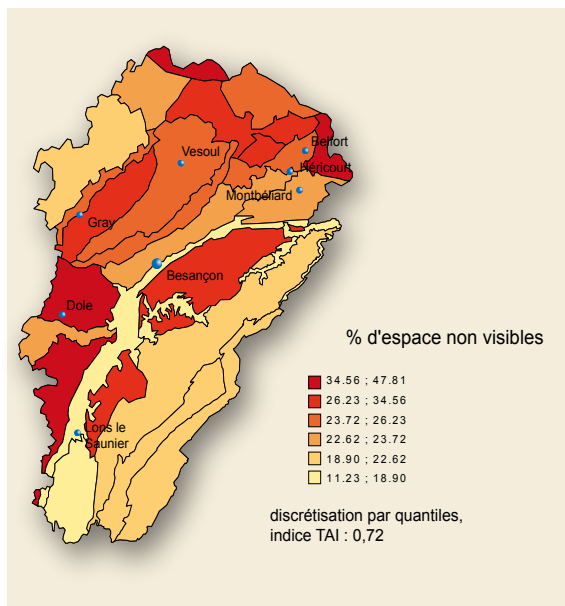 Belfort
Vesoul
Héricourt
Montbéliard
Gray
Besançon
Dole
% d'espace non visibles
34.56 ; 47.81
26.23 ; 34.56
23.72 ; 26.23
22.62 ; 23.72
18.90 ; 22.62
11.23 ; 18.90
Lons le
Saunier
discrétisation par quantiles,
indice TAI : 0,72